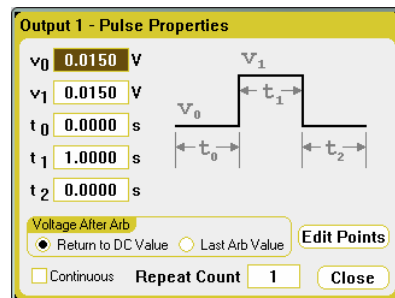 Output 1 - Pulse Properties
v0 0.0150 V
v1 0.0150 V
t0 0.0000 s
t1 1.0000 s
t2 0.0000 s
v1
v0
t1
t0
t2
Voltage After Arb
Return to DC Value Last Arb Value
Edit Points
Continuous Repeat Count 1 Close